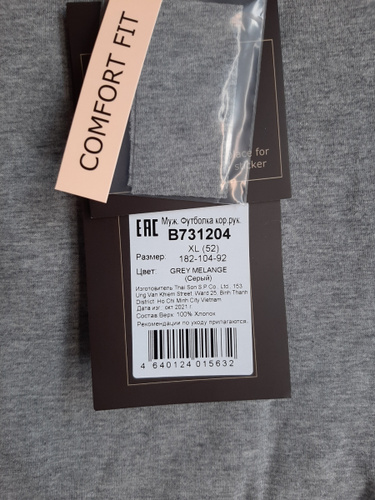 COMFORT FIT
ce for
sticker
EAC
Муж. Футболка кор.рук.
B731204
XL (52)
Размер: 182-104-92
Цвет: GREY MELANGE
(Серый)
Изготовитель Thai Son S.P Co., Ltd., 153
Ung Van Khiem Street, Ward 25, Binh Thanh
District, Ho Chi Minh City Vietnam
Дата изг. окт 2021 г.
Состав Верх: 100% Хлопок
Рекомендации по уходу прилагаются.
4 640124 015632